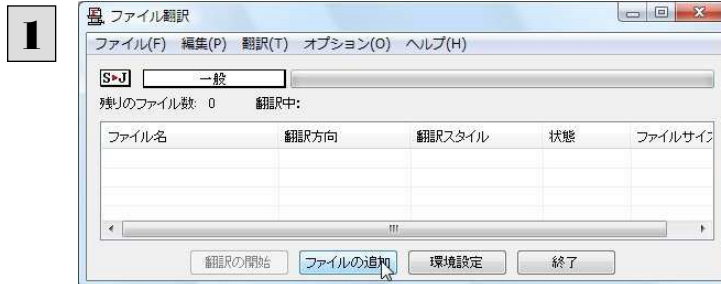 1
ファイル翻訳
ファイル(F) 編集(P) 翻訳(T) オプション(O) ヘルプ(H)
S▸J 一般
残りのファイル数: 0 翻訳中:
ファイル名 翻訳方向 翻訳スタイル 状態 ファイルサイズ
翻訳の開始 ファイルの追加 環境設定 終了